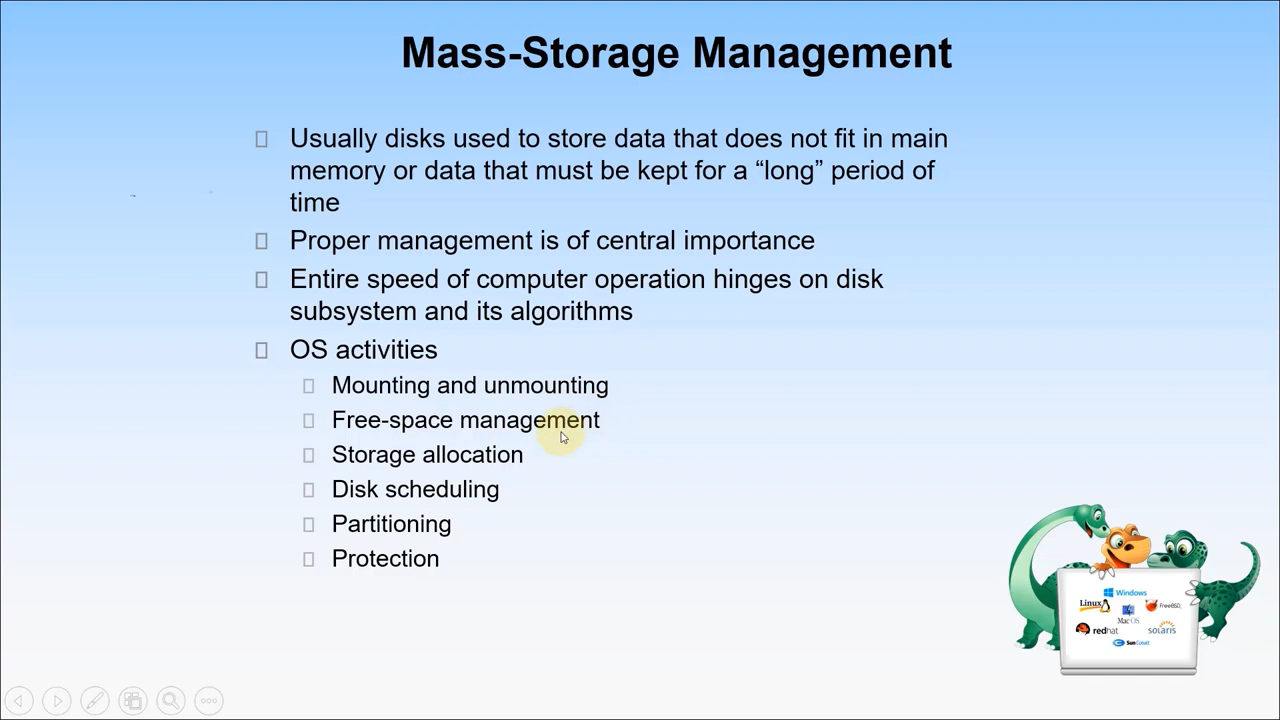 Mass-Storage Management
Usually disks used to store data that does not fit in main
memory or data that must be kept for a “long” period of
time
Proper management is of central importance
Entire speed of computer operation hinges on disk
subsystem and its algorithms
OS activities
Mounting and unmounting
Free-space management
Storage allocation
Disk scheduling
Partitioning
Protection
Windows
Linux
FreeBSD
Mac OS
redhat
solaris
Sun Cobalt